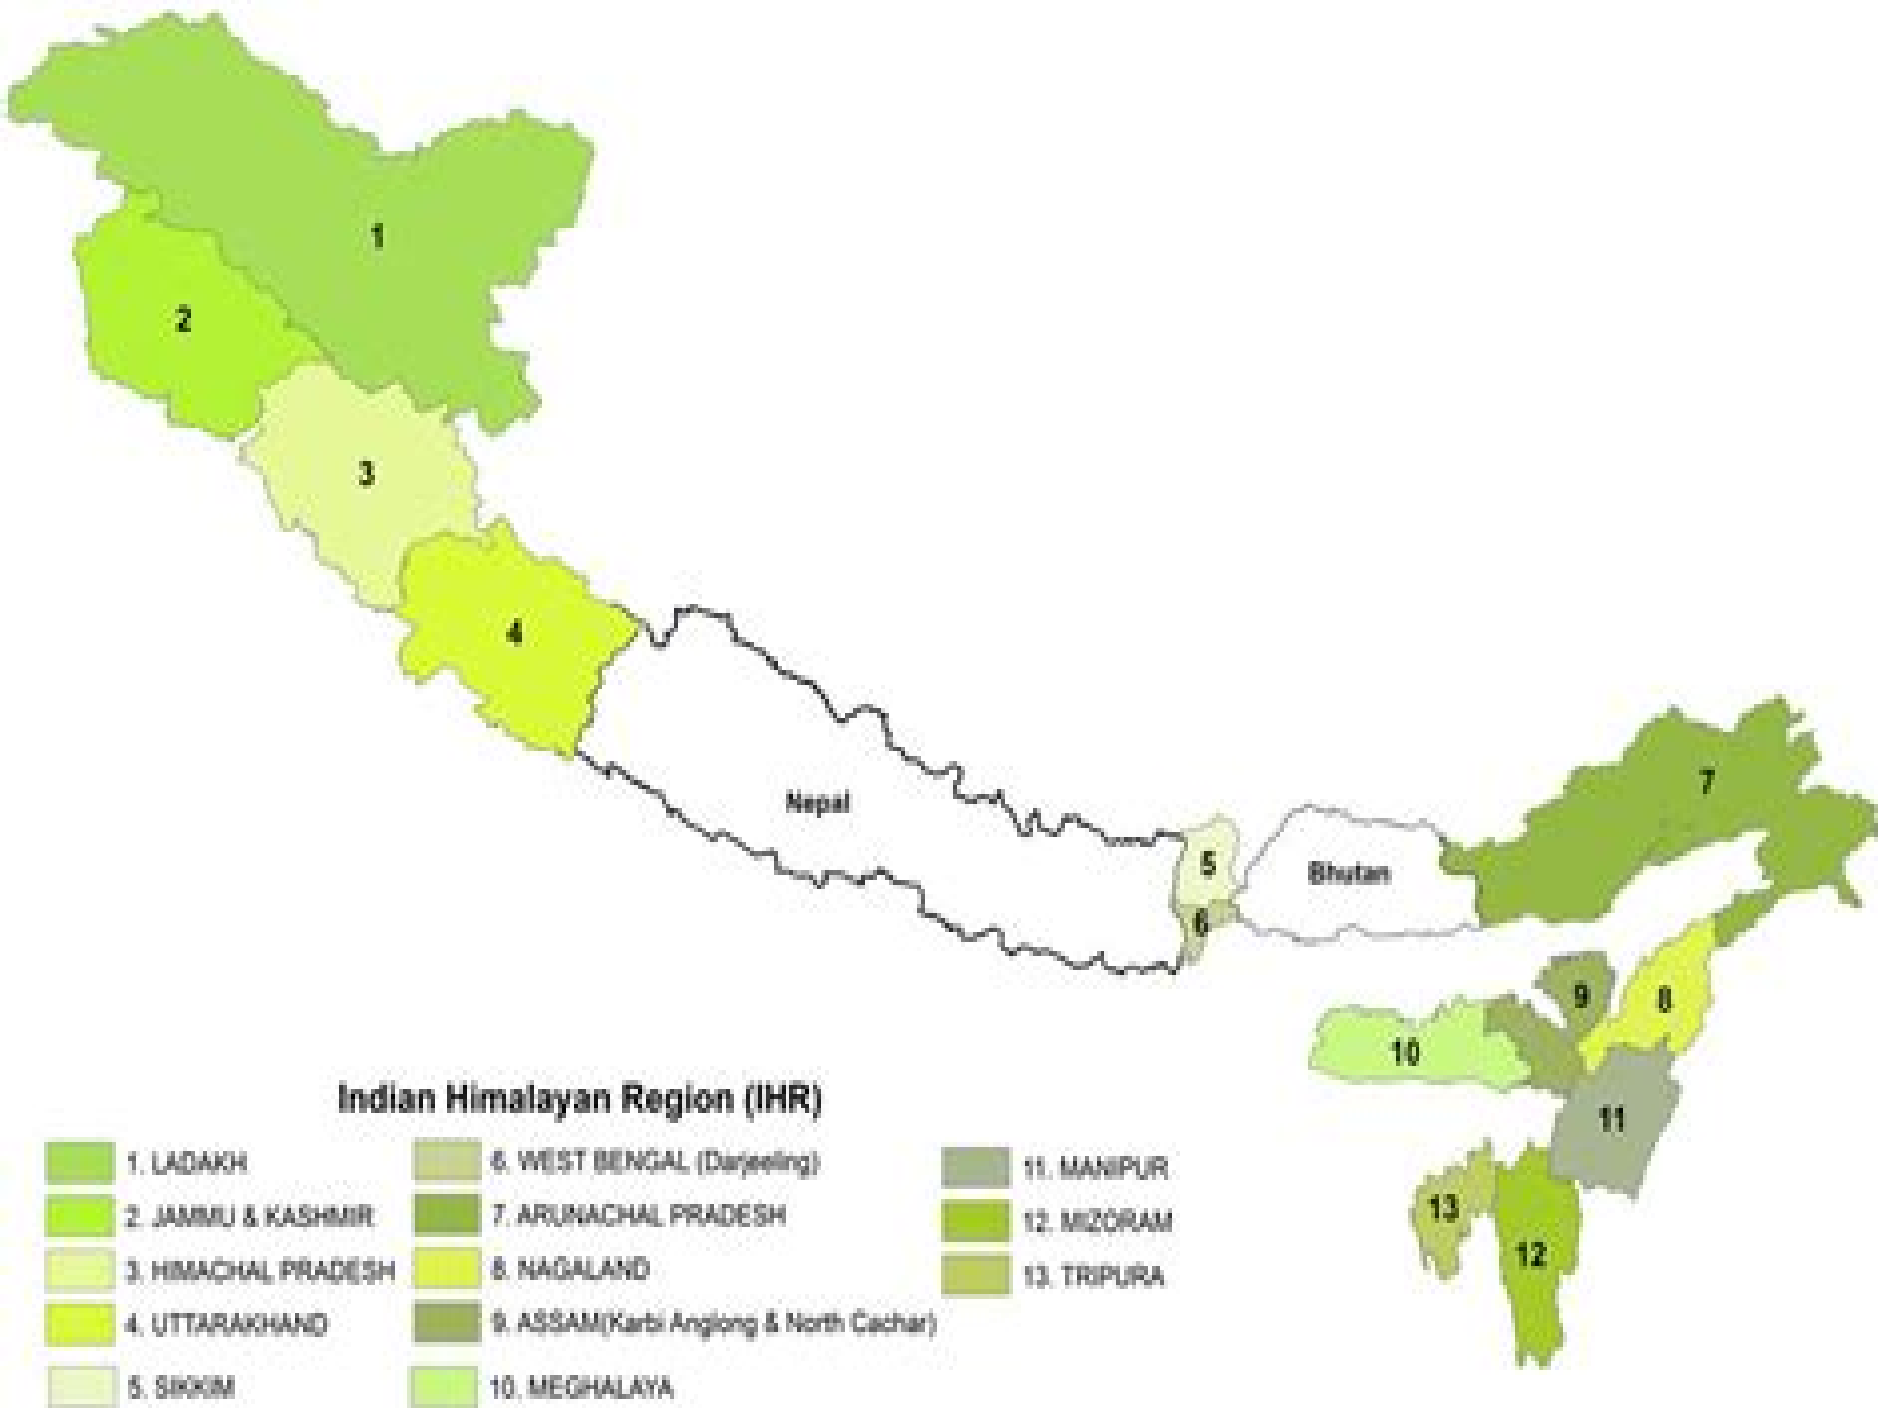 1
2
3
4
Nepal
5
6
Bhutan
7
8
9
10
11
12
13
Indian Himalayan Region (IHR)
1. LADAKH
2. JAMMU & KASHMIR
3. HIMACHAL PRADESH
4. UTTARAKHAND
5. SIKKIM
6. WEST BENGAL (Darjeeling)
7. ARUNACHAL PRADESH
8. NAGALAND
9. ASSAM(Karbi Anglong & North Cachar)
10. MEGHALAYA
11. MANIPUR
12. MIZORAM
13. TRIPURA